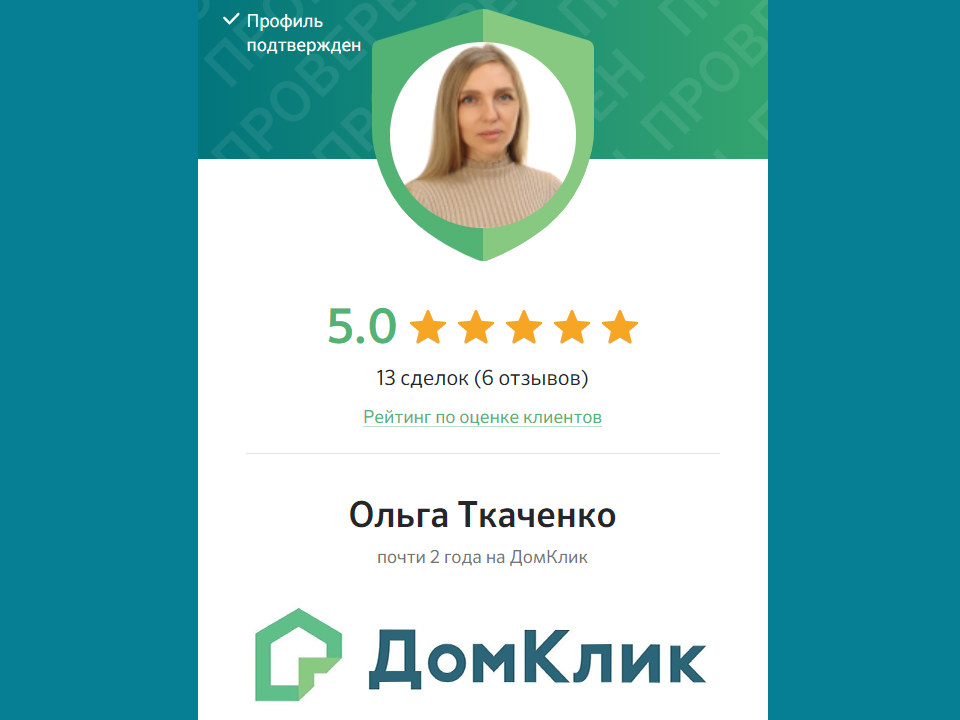 Профиль
подтвержден
5.0
13 сделок (6 отзывов)
Рейтинг по оценке клиентов
Ольга Ткаченко
почти 2 года на ДомКлик
ДомКлик